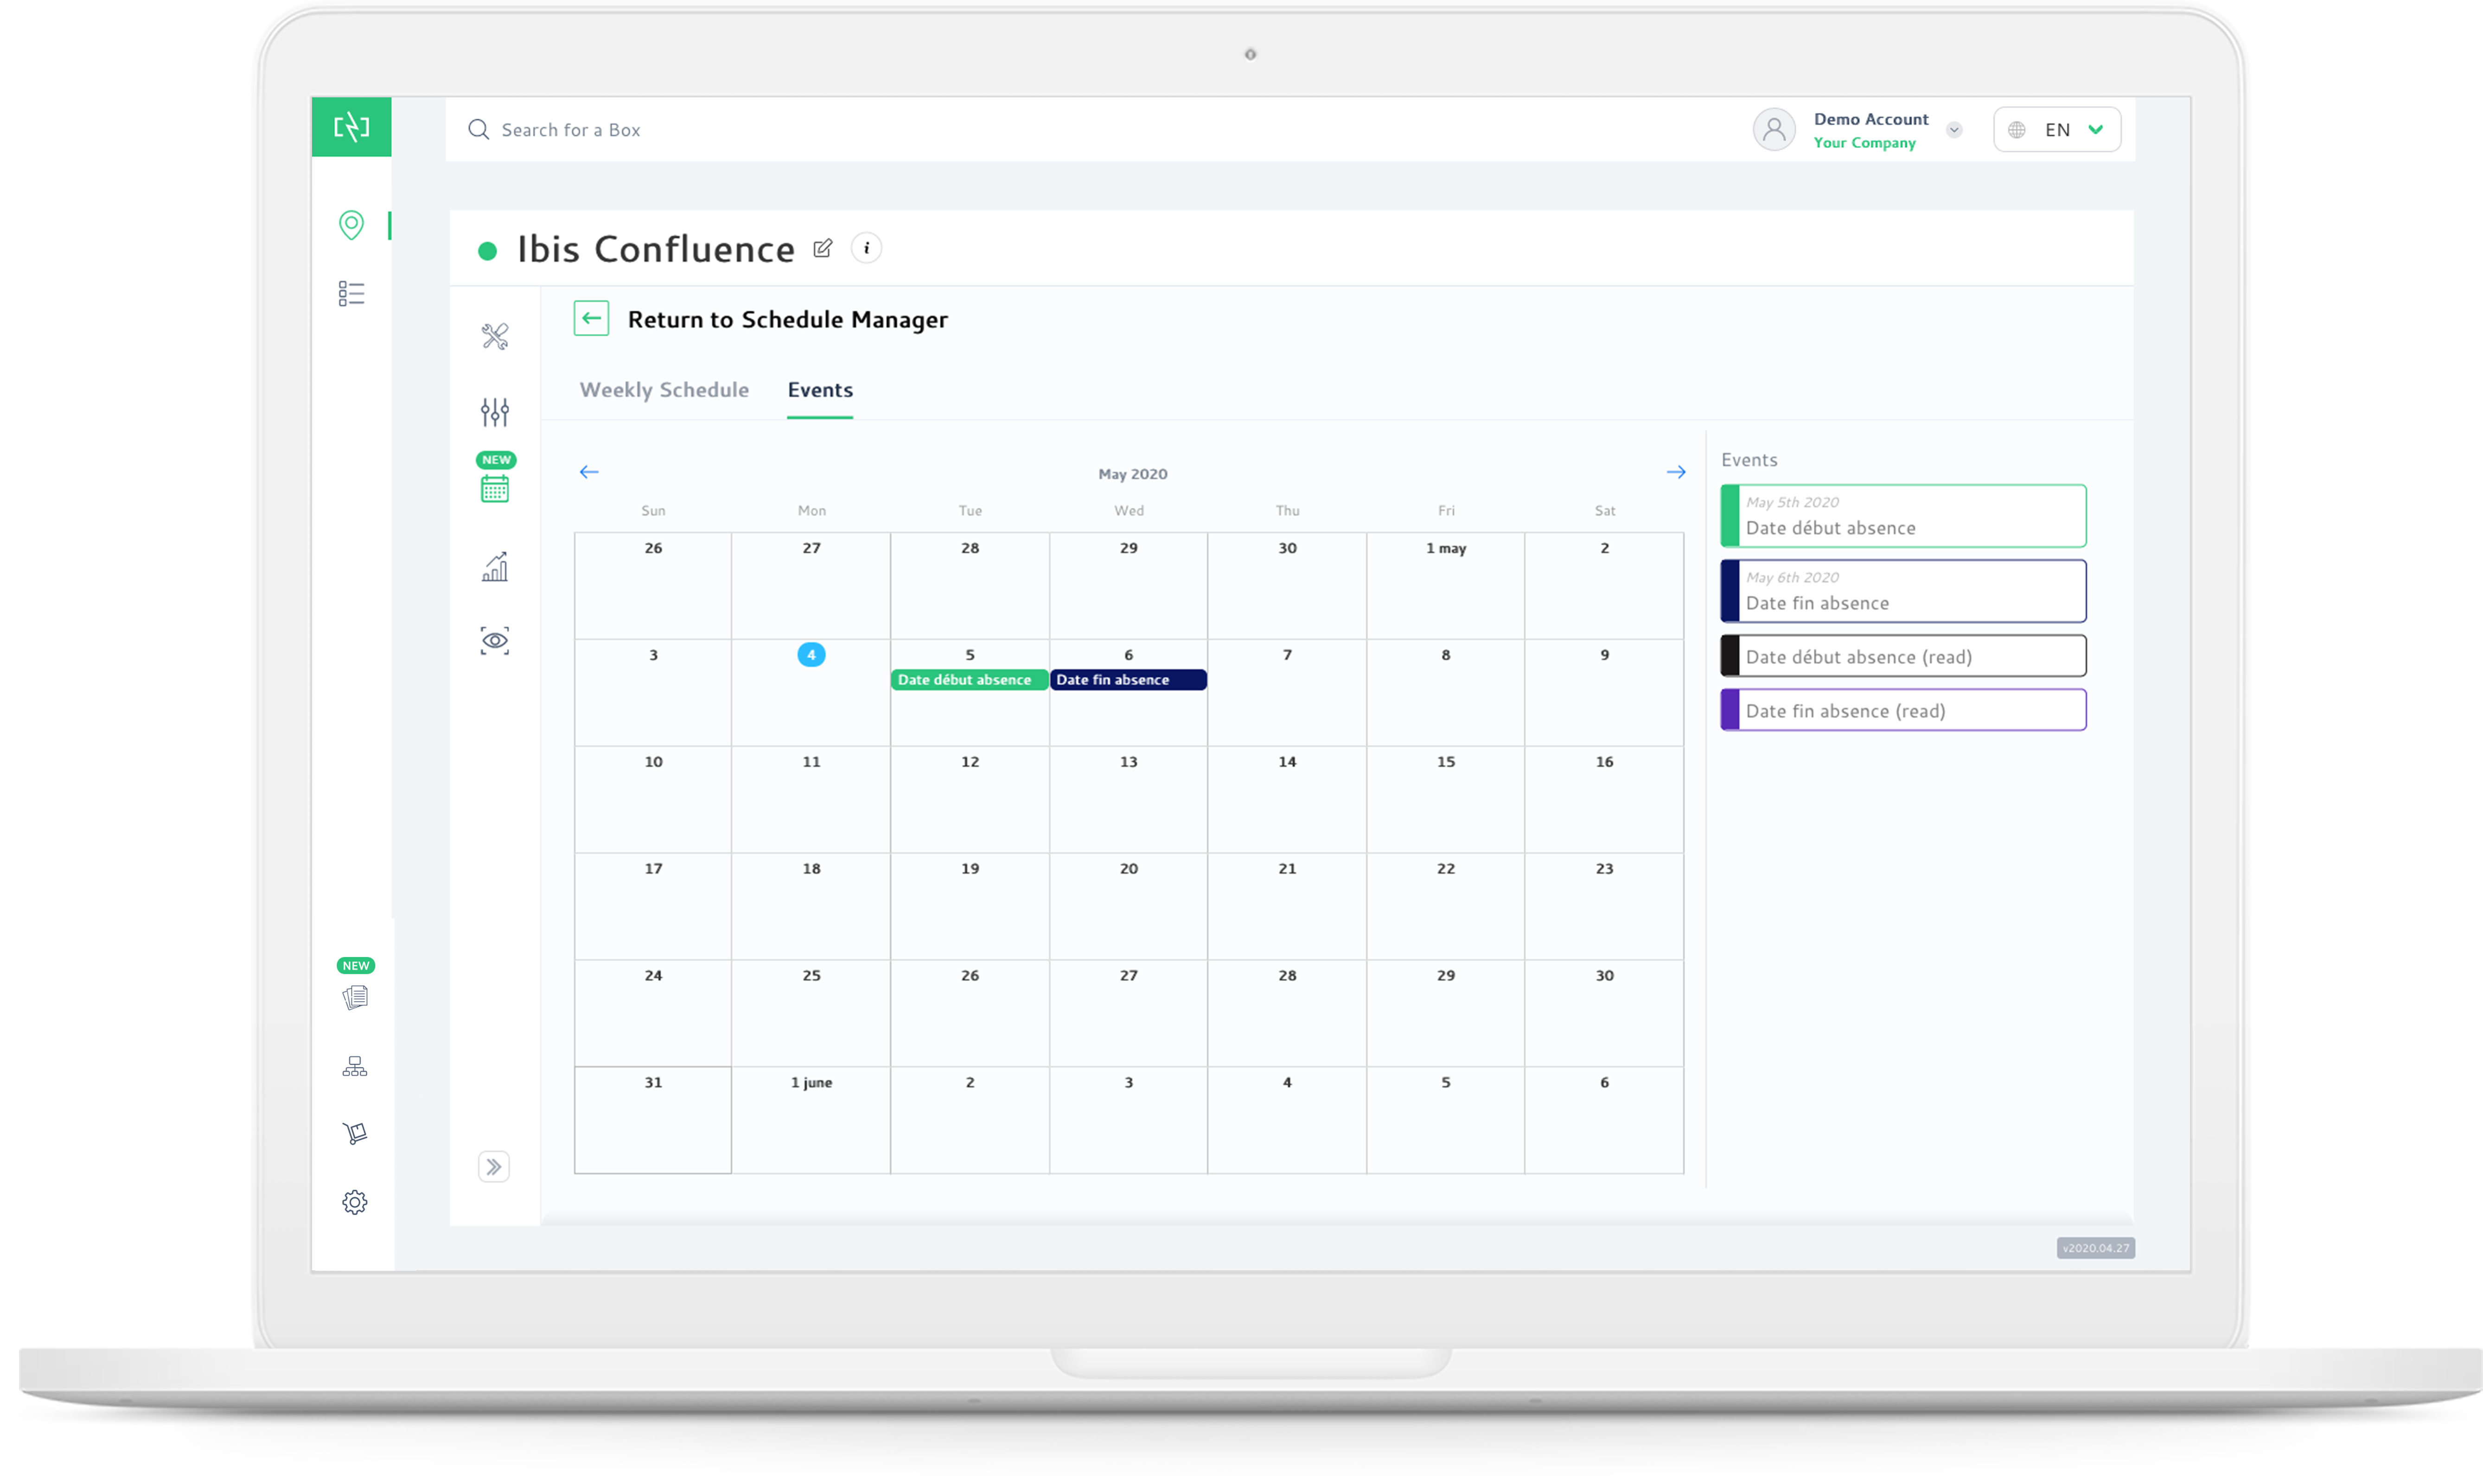 Search for a Box
Demo Account
Your Company
EN
Ibis Confluence
i
Return to Schedule Manager
Weekly Schedule Events
NEW
May 2020
Sun Mon Tue Wed Thu Fri Sat
26 27 28 29 30 1 may 2
3 4 5 6 7 8 9
Date début absence Date fin absence
10 11 12 13 14 15 16
17 18 19 20 21 22 23
24 25 26 27 28 29 30
31 1 june 2 3 4 5 6
Events
May 5th 2020
Date début absence
May 6th 2020
Date fin absence
Date début absence (read)
Date fin absence (read)
NEW
v2020.04.27